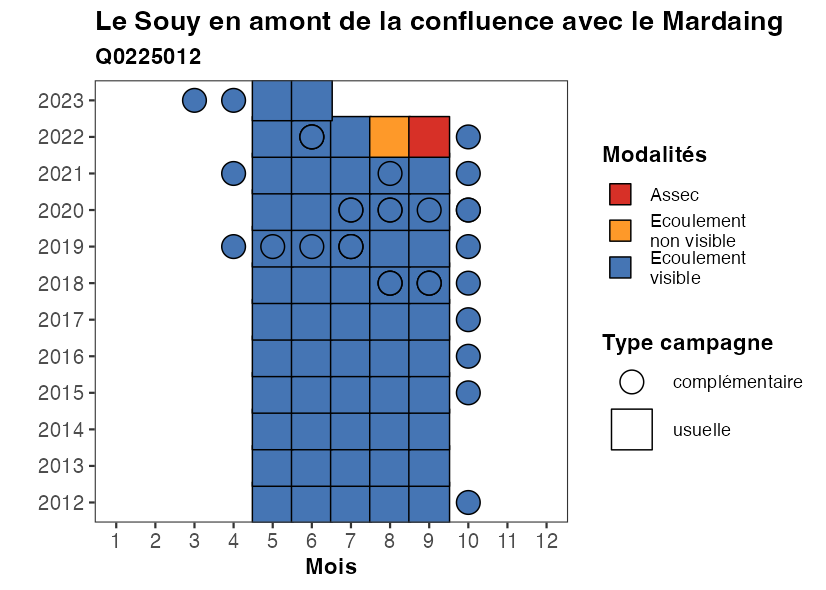 Le Souy en amont de la confluence avec le Mardaing
Q0225012
2023
2022
2021
2020
2019
2018
2017
2016
2015
2014
2013
2012
1 2 3 4 5 6 7 8 9 10 11 12
Mois
Modalités
Assec
Ecoulement
non visible
Ecoulement
visible
Type campagne
complémentaire
usuelle